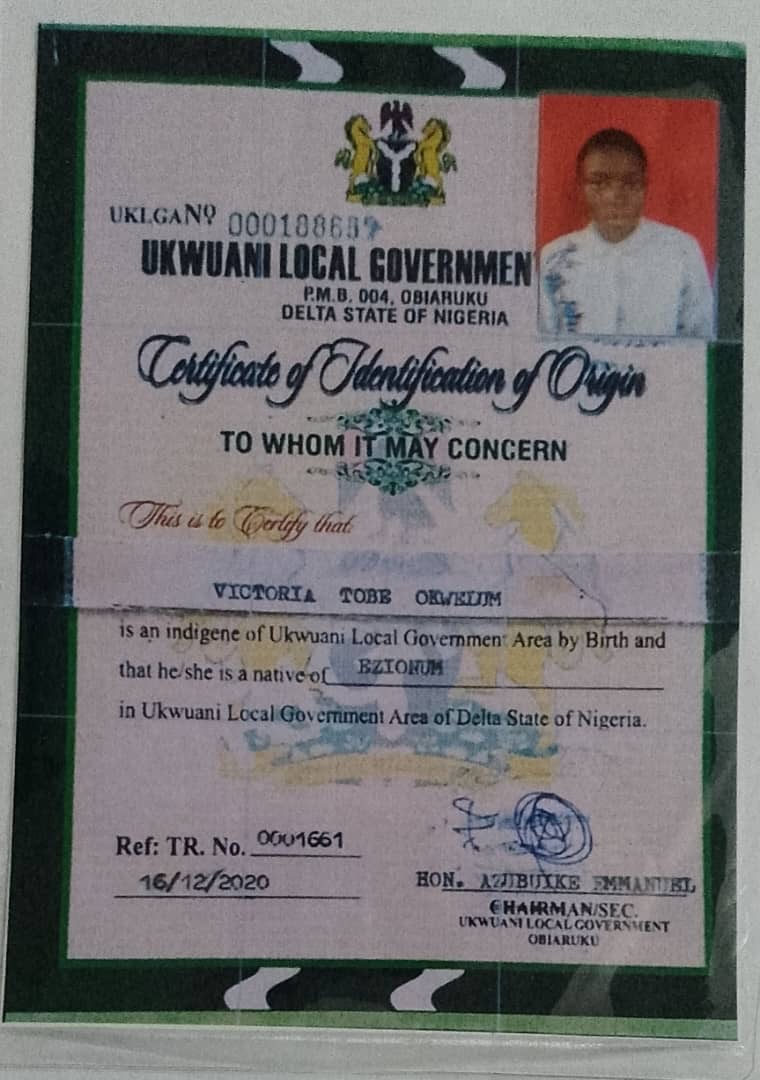 UKLGA Nº 00018865
UKWUANI LOCAL GOVERNMEN
P.M.B. 004, OBIARUKU
DELTA STATE OF NIGERIA
Certificate of Identification of Origin
TO WHOM IT MAY CONCERN
This is to Certify that
VICTORIA TOBE OKWELUM
is an indigene of Ukwuani Local Government Area by Birth and
that he/she is a native of EZIONUM
in Ukwuani Local Government Area of Delta State of Nigeria.
Ref: TR. No. 0001661
16/12/2020
HON. AZUBUIKE EMMANUEL
CHAIRMAN/SEC.
UKWUANI LOCAL GOVERNMENT
OBIARUKU